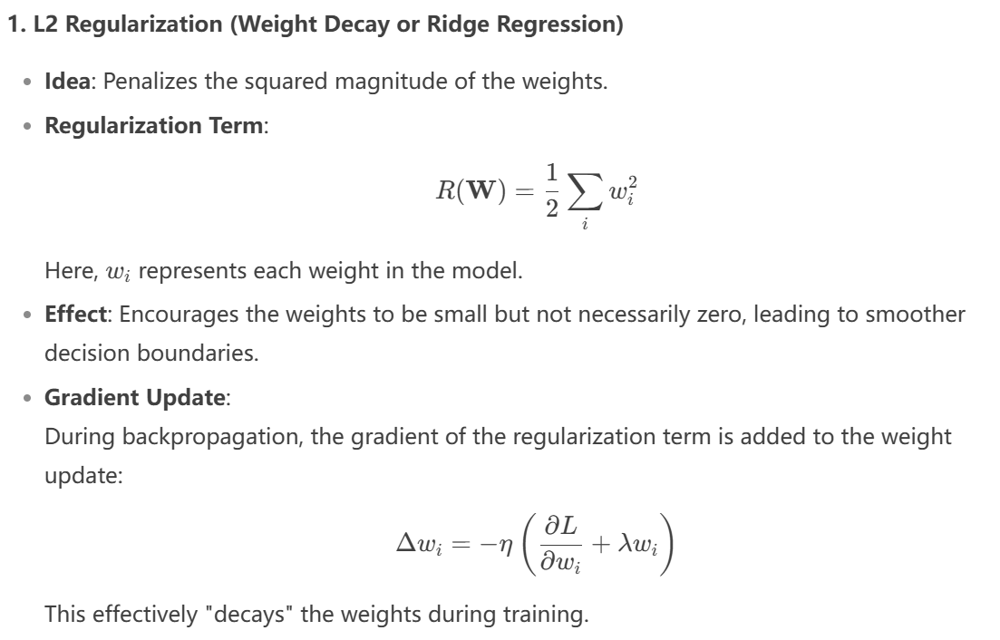 1. L2 Regularization (Weight Decay or Ridge Regression)
• Idea: Penalizes the squared magnitude of the weights.
• Regularization Term:
R(W) = \frac{1}{2} \sum_i w_i^2
Here, w_i represents each weight in the model.
• Effect: Encourages the weights to be small but not necessarily zero, leading to smoother
decision boundaries.
• Gradient Update:
During backpropagation, the gradient of the regularization term is added to the weight
update:
\Delta w_i = -\eta \left( \frac{\partial L}{\partial w_i} + \lambda w_i \right)
This effectively "decays" the weights during training.